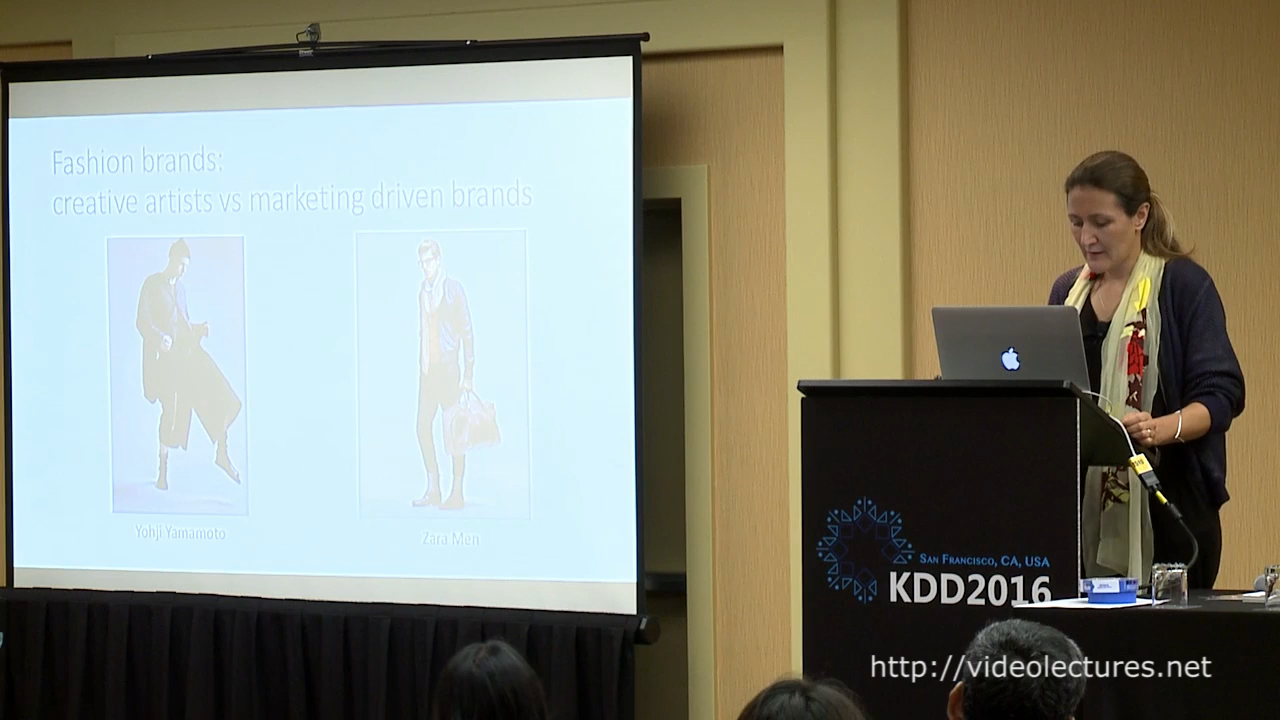 Fashion brands:
creative artists vs marketing driven brands
Yohji Yamamoto
Zara Men
SAN FRANCISCO, CA, USA
KDD2016
http://videolectures.net